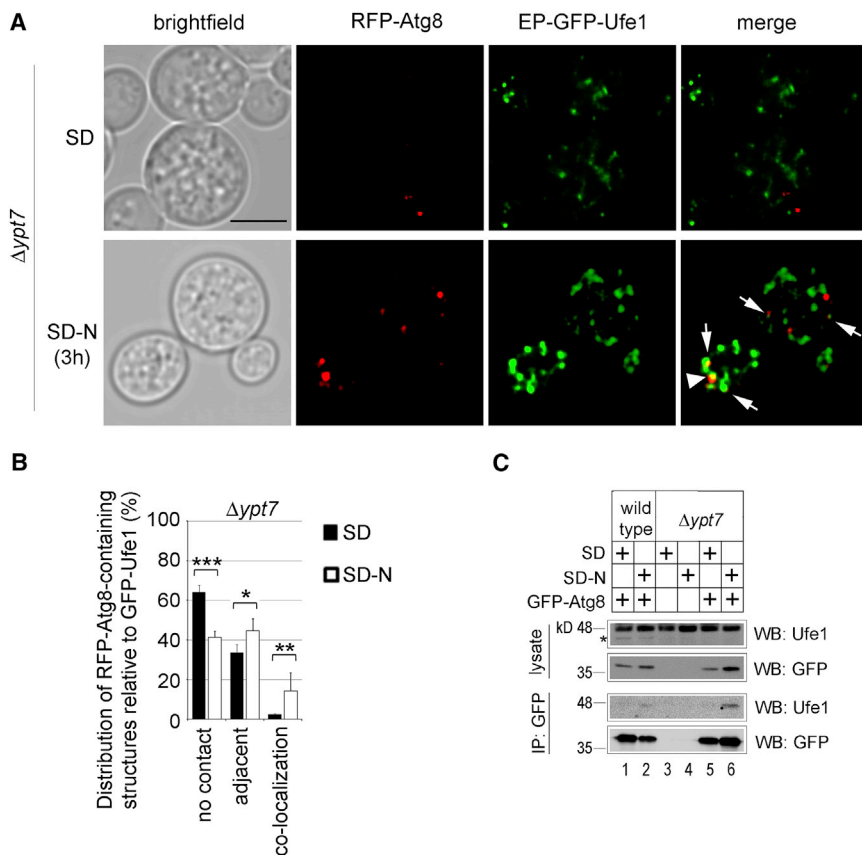 A
brightfield
RFP-Atg8
EP-GFP-Ufe1
merge
Δypt7
SD
SD-N
(3h)
B
Distribution of RFP-Atg8-containing
structures relative to GFP-Ufe1 (%)
Δypt7
100
80
60
40
20
0
***
*
**
SD
SD-N
no contact
adjacent
co-localization
C
wild
type
Δypt7
SD + + +
SD-N + + +
GFP-Atg8 + + + +
lysate
kD 48
*
WB: Ufe1
35
WB: GFP
IP: GFP
48
WB: Ufe1
35
WB: GFP
1 2 3 4 5 6